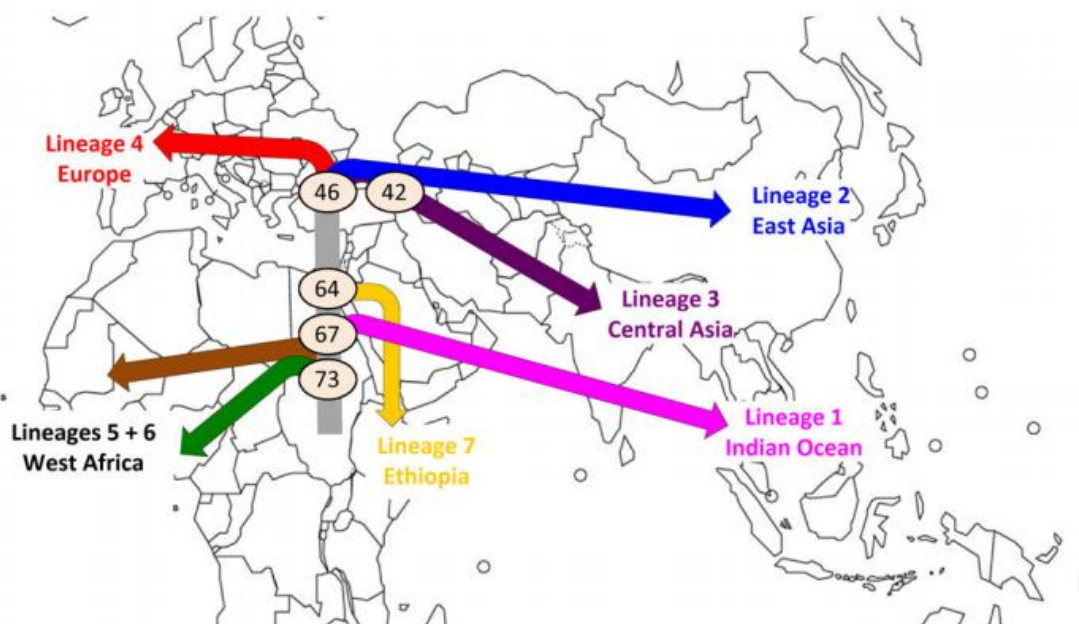 Lineage 4
Europe
46
42
Lineage 2
East Asia
64
Lineage 3
Central Asia
67
73
Lineages 5 + 6
West Africa
Lineage 7
Ethiopia
Lineage 1
Indian Ocean